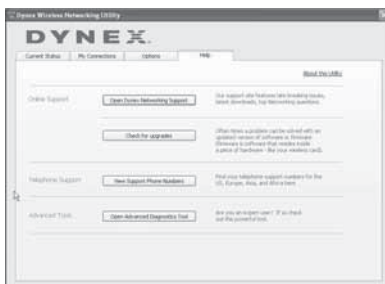 Dynex Wireless Networking Utility
DYNEX
Current Status My Connections Options Help
About this Utility
Online Support
Open Dynex Networking Support
Our support site features late breaking issues,
latest downloads, top networking questions.
Check for upgrades
Often times a problem can be solved with an
updated version of software or firmware.
(firmware is software that resides inside
a piece of hardware - like your wireless card).
Telephone Support
View Support Phone Numbers
Find your telephone support numbers for the
US, Europe, Asia, and
Advanced Tools
Open Advanced Diagnostics Tool
Are you an expert user? If so check
out this powerful tool.